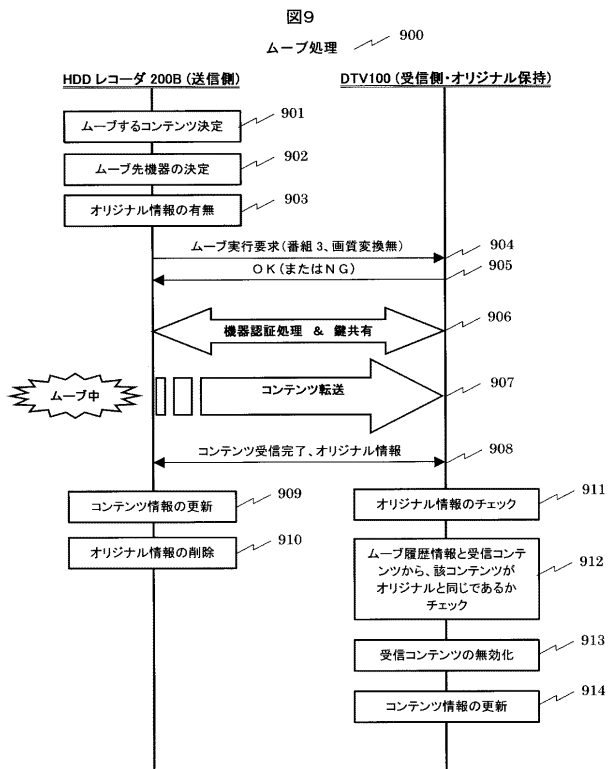 図9
ムーブ処理 900
HDD レコーダ 200B (送信側)
DTV100 (受信側・オリジナル保持)
ムーブするコンテンツ決定
901
ムーブ先機器の決定
902
オリジナル情報の有無
903
ムーブ実行要求(番組3、画質変換無)
904
OK(またはNG)
905
機器認証処理 & 鍵共有
906
ムーブ中
コンテンツ転送
907
コンテンツ受信完了、オリジナル情報
908
コンテンツ情報の更新
909
オリジナル情報のチェック
911
オリジナル情報の削除
910
ムーブ履歴情報と受信コンテ
ンツから、該コンテンツが
オリジナルと同じであるか
チェック
912
受信コンテンツの無効化
913
コンテンツ情報の更新
914